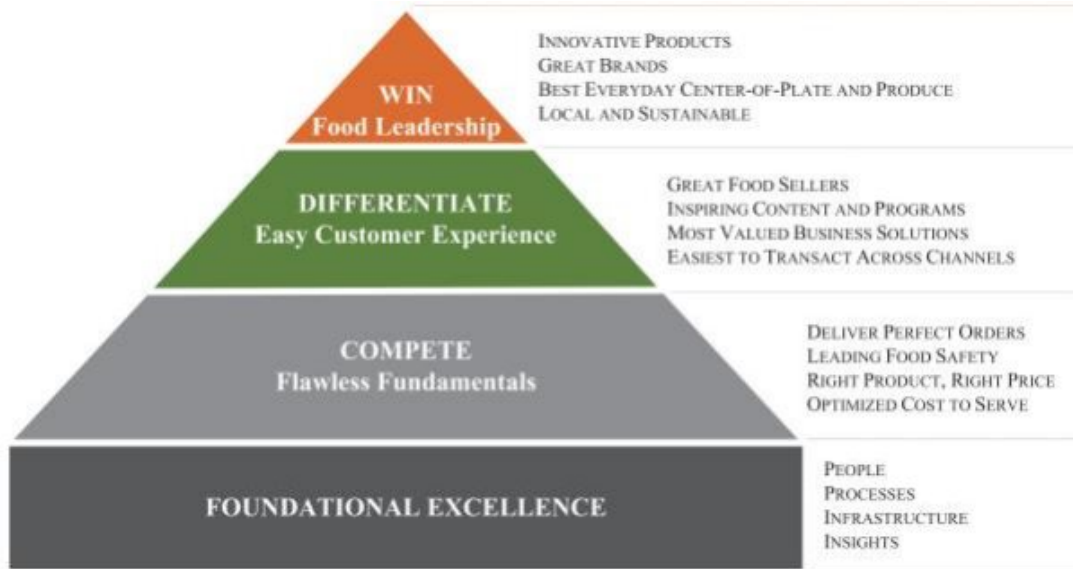 WIN
Food Leadership
INNOVATIVE PRODUCTS
GREAT BRANDS
BEST EVERYDAY CENTER-OF-PLATE AND PRODUCE
LOCAL AND SUSTAINABLE
DIFFERENTIATE
Easy Customer Experience
GREAT FOOD SELLERS
INSPIRING CONTENT AND PROGRAMS
MOST VALUED BUSINESS SOLUTIONS
EASIEST TO TRANSACT ACROSS CHANNELS
COMPETE
Flawless Fundamentals
DELIVER PERFECT ORDERS
LEADING FOOD SAFETY
RIGHT PRODUCT, RIGHT PRICE
OPTIMIZED COST TO SERVE
FOUNDATIONAL EXCELLENCE
PEOPLE
PROCESSES
INFRASTRUCTURE
INSIGHTS